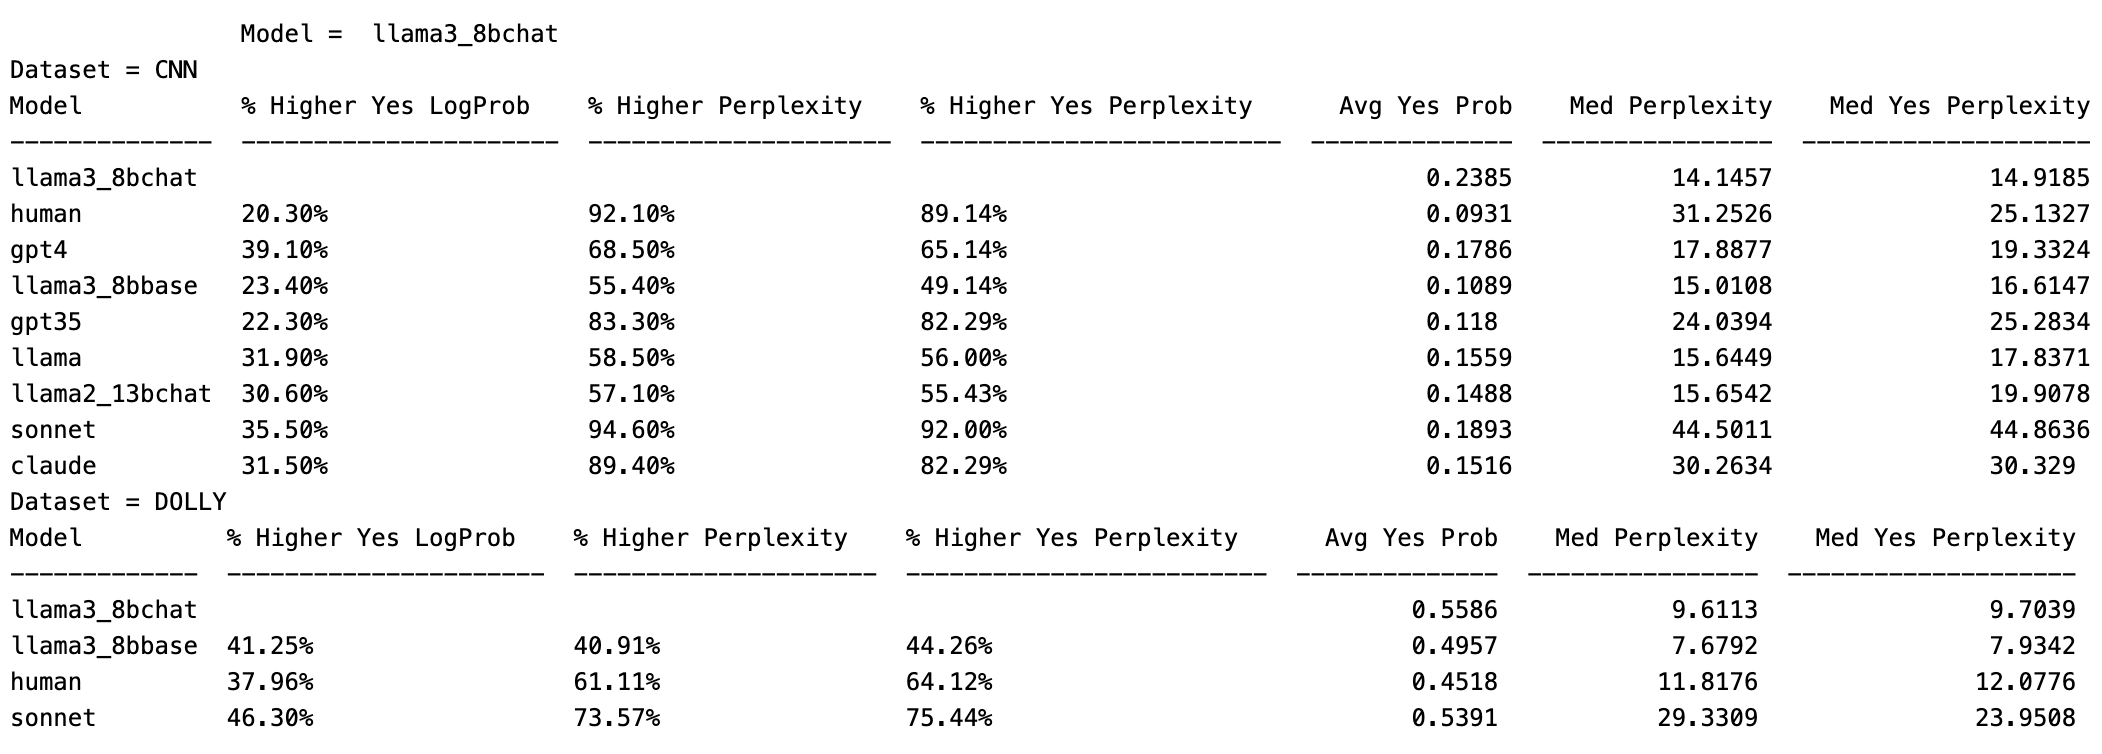 Model =  llama3_8bchat
Dataset = CNN
Model           % Higher Yes LogProb    % Higher Perplexity    % Higher Yes Perplexity      Avg Yes Prob    Med Perplexity    Med Yes Perplexity
--------------  ----------------------  ---------------------  -------------------------  --------------  ----------------  --------------------
llama3_8bchat                                                                                     0.2385           14.1457               14.9185
human           20.30%                  92.10%                 89.14%                             0.0931           31.2526               25.1327
gpt4            39.10%                  68.50%                 65.14%                             0.1786           17.8877               19.3324
llama3_8bbase   23.40%                  55.40%                 49.14%                             0.1089           15.0108               16.6147
gpt35           22.30%                  83.30%                 82.29%                             0.118            24.0394               25.2834
llama           31.90%                  58.50%                 56.00%                             0.1559           15.6449               17.8371
llama2_13bchat  30.60%                  57.10%                 55.43%                             0.1488           15.6542               19.9078
sonnet          35.50%                  94.60%                 92.00%                             0.1893           44.5011               44.8636
claude          31.50%                  89.40%                 82.29%                             0.1516           30.2634               30.329
Dataset = DOLLY
Model          % Higher Yes LogProb    % Higher Perplexity    % Higher Yes Perplexity      Avg Yes Prob    Med Perplexity    Med Yes Perplexity
-------------  ----------------------  ---------------------  -------------------------  --------------  ----------------  --------------------
llama3_8bchat                                                                                    0.5586            9.6113                9.7039
llama3_8bbase  41.25%                  40.91%                 44.26%                             0.4957            7.6792                7.9342
human          37.96%                  61.11%                 64.12%                             0.4518           11.8176               12.0776
sonnet         46.30%                  73.57%                 75.44%                             0.5391           29.3309               23.9508